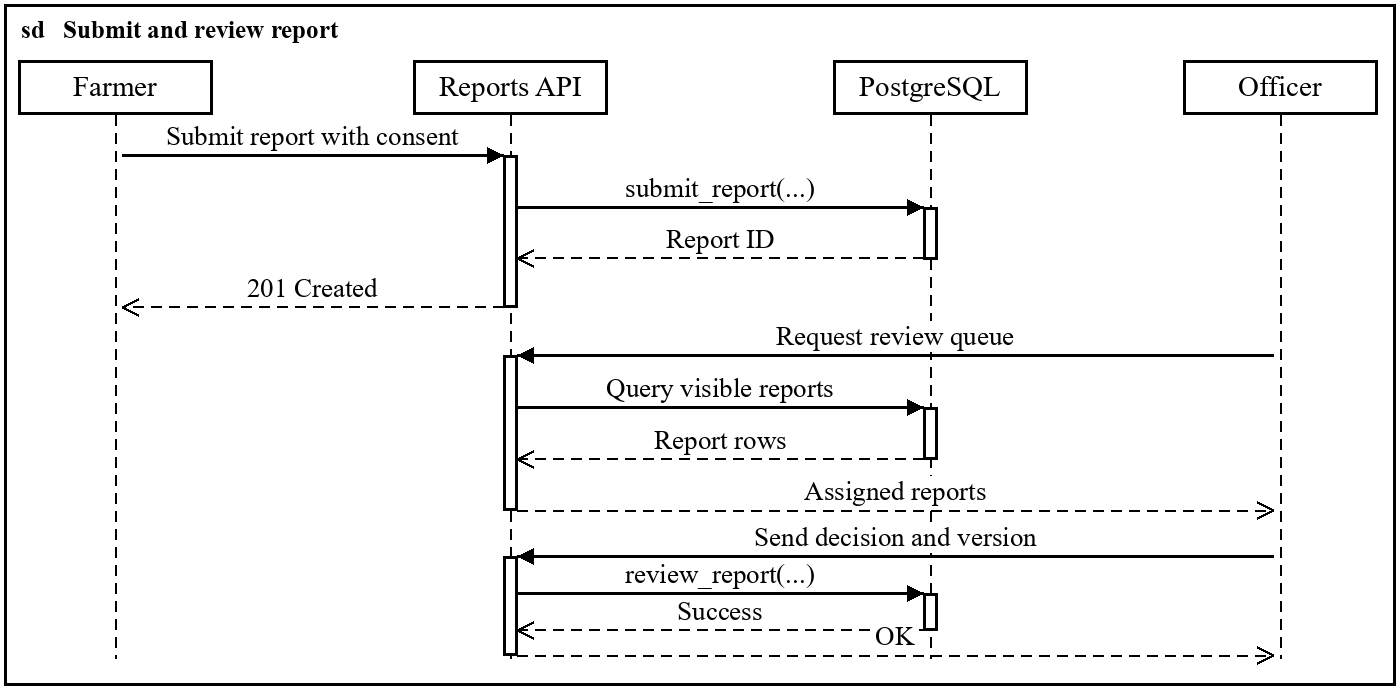 sd Submit and review report
Farmer
Reports API
PostgreSQL
Officer
Submit report with consent
submit_report(...)
Report ID
201 Created
Request review queue
Query visible reports
Report rows
Assigned reports
Send decision and version
review_report(...)
Success
OK